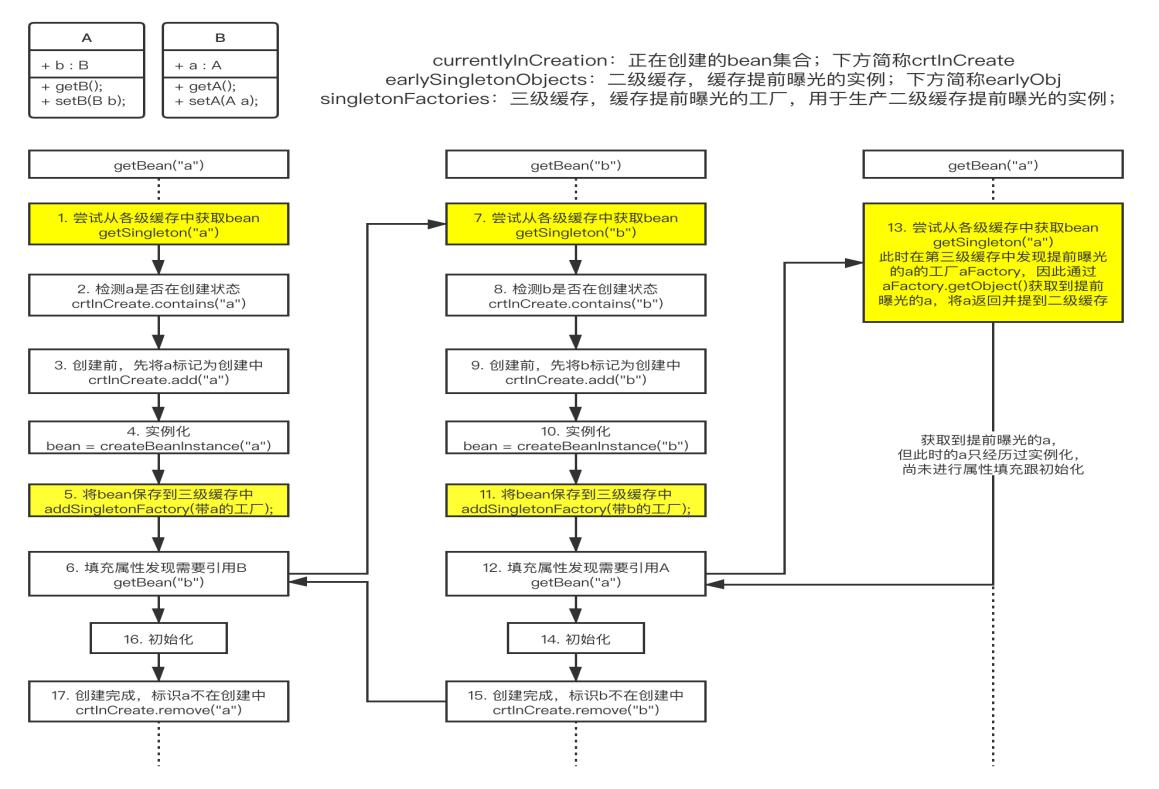 A
+ b : B
+ getB();
+ setB(B b);
B
+ a : A
+ getA();
+ setA(A a);
currentlyInCreation：正在创建的bean集合；下方简称crtInCreate
earlySingletonObjects：二级缓存，缓存提前曝光的实例；下方简称earlyObj
singletonFactories：三级缓存，缓存提前曝光的工厂，用于生产二级缓存提前曝光的实例；
getBean("a")
1. 尝试从各级缓存中获取bean
getSingleton("a")
2. 检测a是否在创建状态
crtInCreate.contains("a")
3. 创建前，先将a标记为创建中
crtInCreate.add("a")
4. 实例化
bean = createBeanInstance("a")
5. 将bean保存到三级缓存中
addSingletonFactory(带a的工厂);
6. 填充属性发现需要引用B
getBean("b")
16. 初始化
17. 创建完成，标识a不在创建中
crtInCreate.remove("a")
getBean("b")
7. 尝试从各级缓存中获取bean
getSingleton("b")
8. 检测b是否在创建状态
crtInCreate.contains("b")
9. 创建前，先将b标记为创建中
crtInCreate.add("b")
10. 实例化
bean = createBeanInstance("b")
11. 将bean保存到三级缓存中
addSingletonFactory(带b的工厂);
12. 填充属性发现需要引用A
getBean("a")
14. 初始化
15. 创建完成，标识b不在创建中
crtInCreate.remove("b")
getBean("a")
13. 尝试从各级缓存中获取bean
getSingleton("a")
此时在第三级缓存中发现提前曝光
的a的工厂aFactory，因此通过
aFactory.getObject()获取到提前
曝光的a，将a返回并提到二级缓存
获取到提前曝光的a，
但此时的a只经历过实例化，
尚未进行属性填充跟初始化